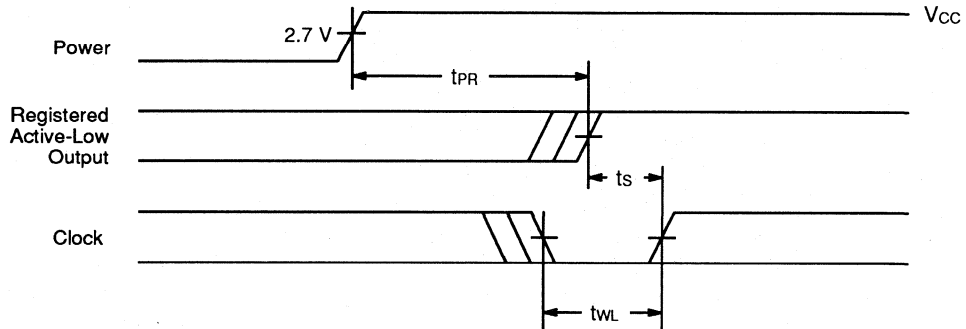 VCC
2.7 V
Power
tPR
Registered
Active-Low
Output
tS
Clock
tWL